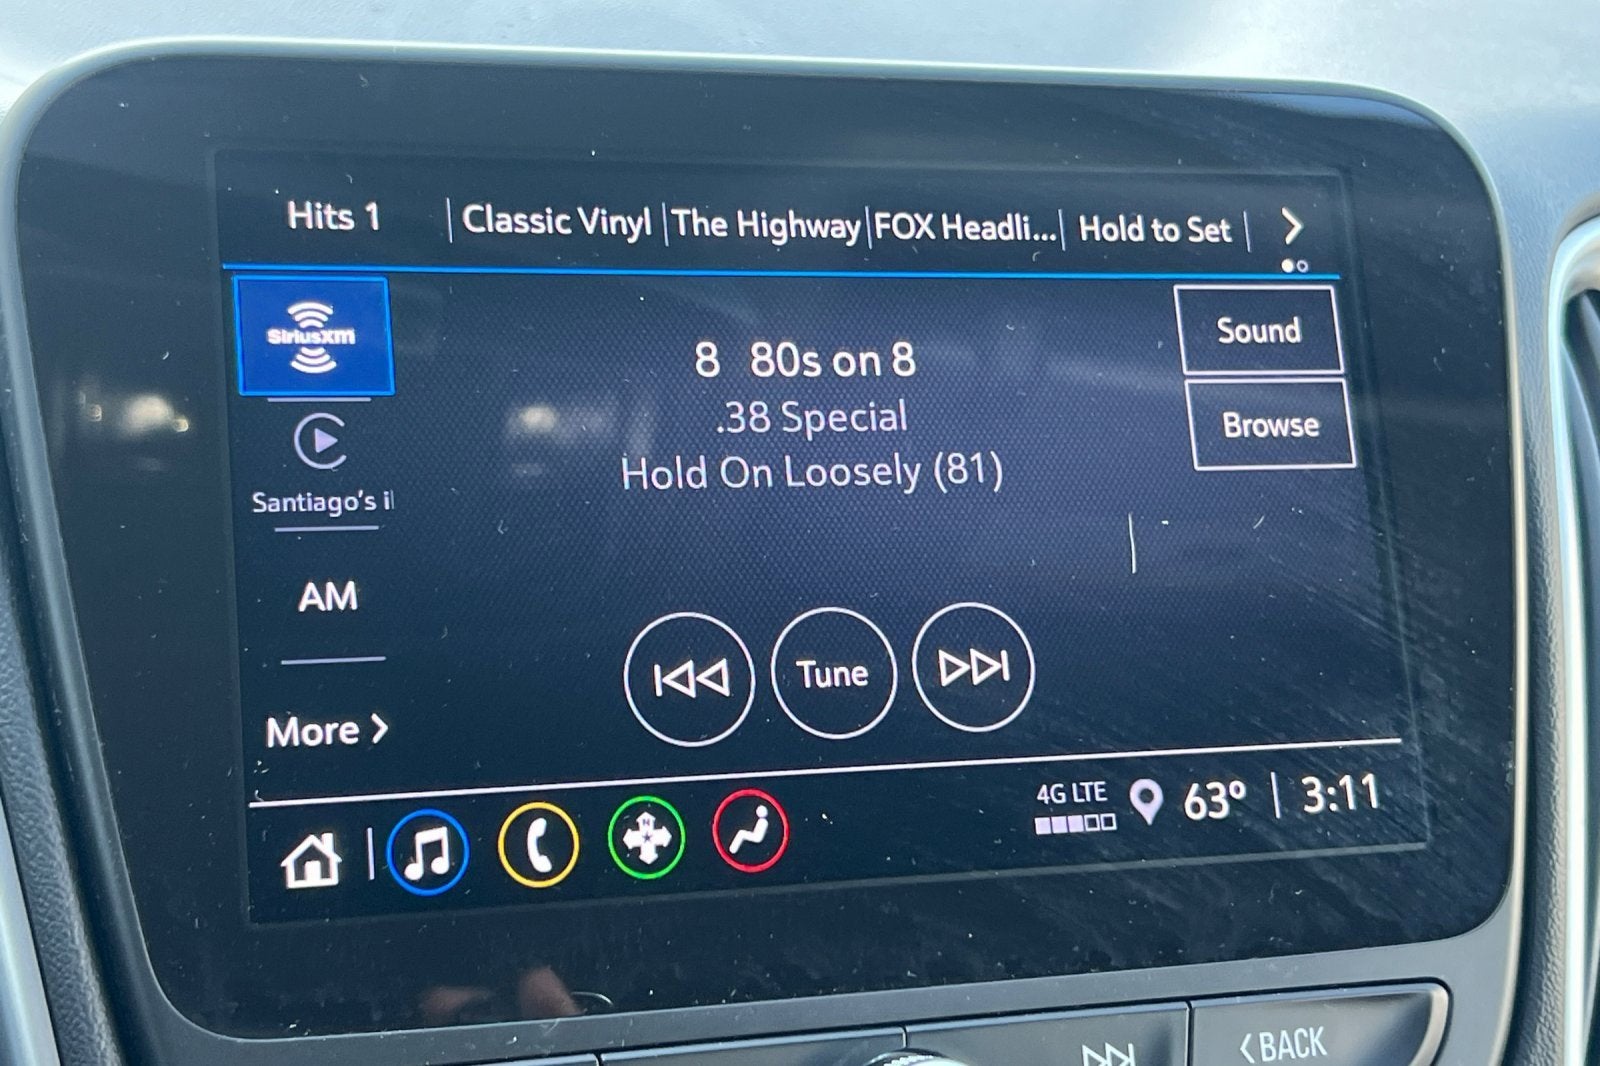 Hits 1 Classic Vinyl The Highway FOX Headli... Hold to Set
SiriusXM
8 80s on 8
.38 Special
Hold On Loosely (81)
Sound
Browse
Santiago's il
AM
More
Tune
4G LTE
63° 3:11
BACK